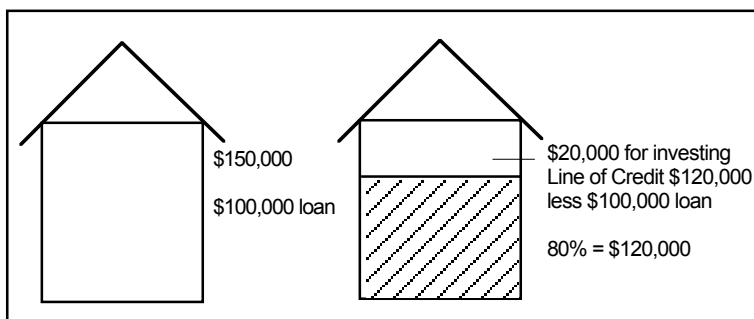 $150,000
$100,000 loan
$20,000 for investing
Line of Credit $120,000
less $100,000 loan
80% = $120,000